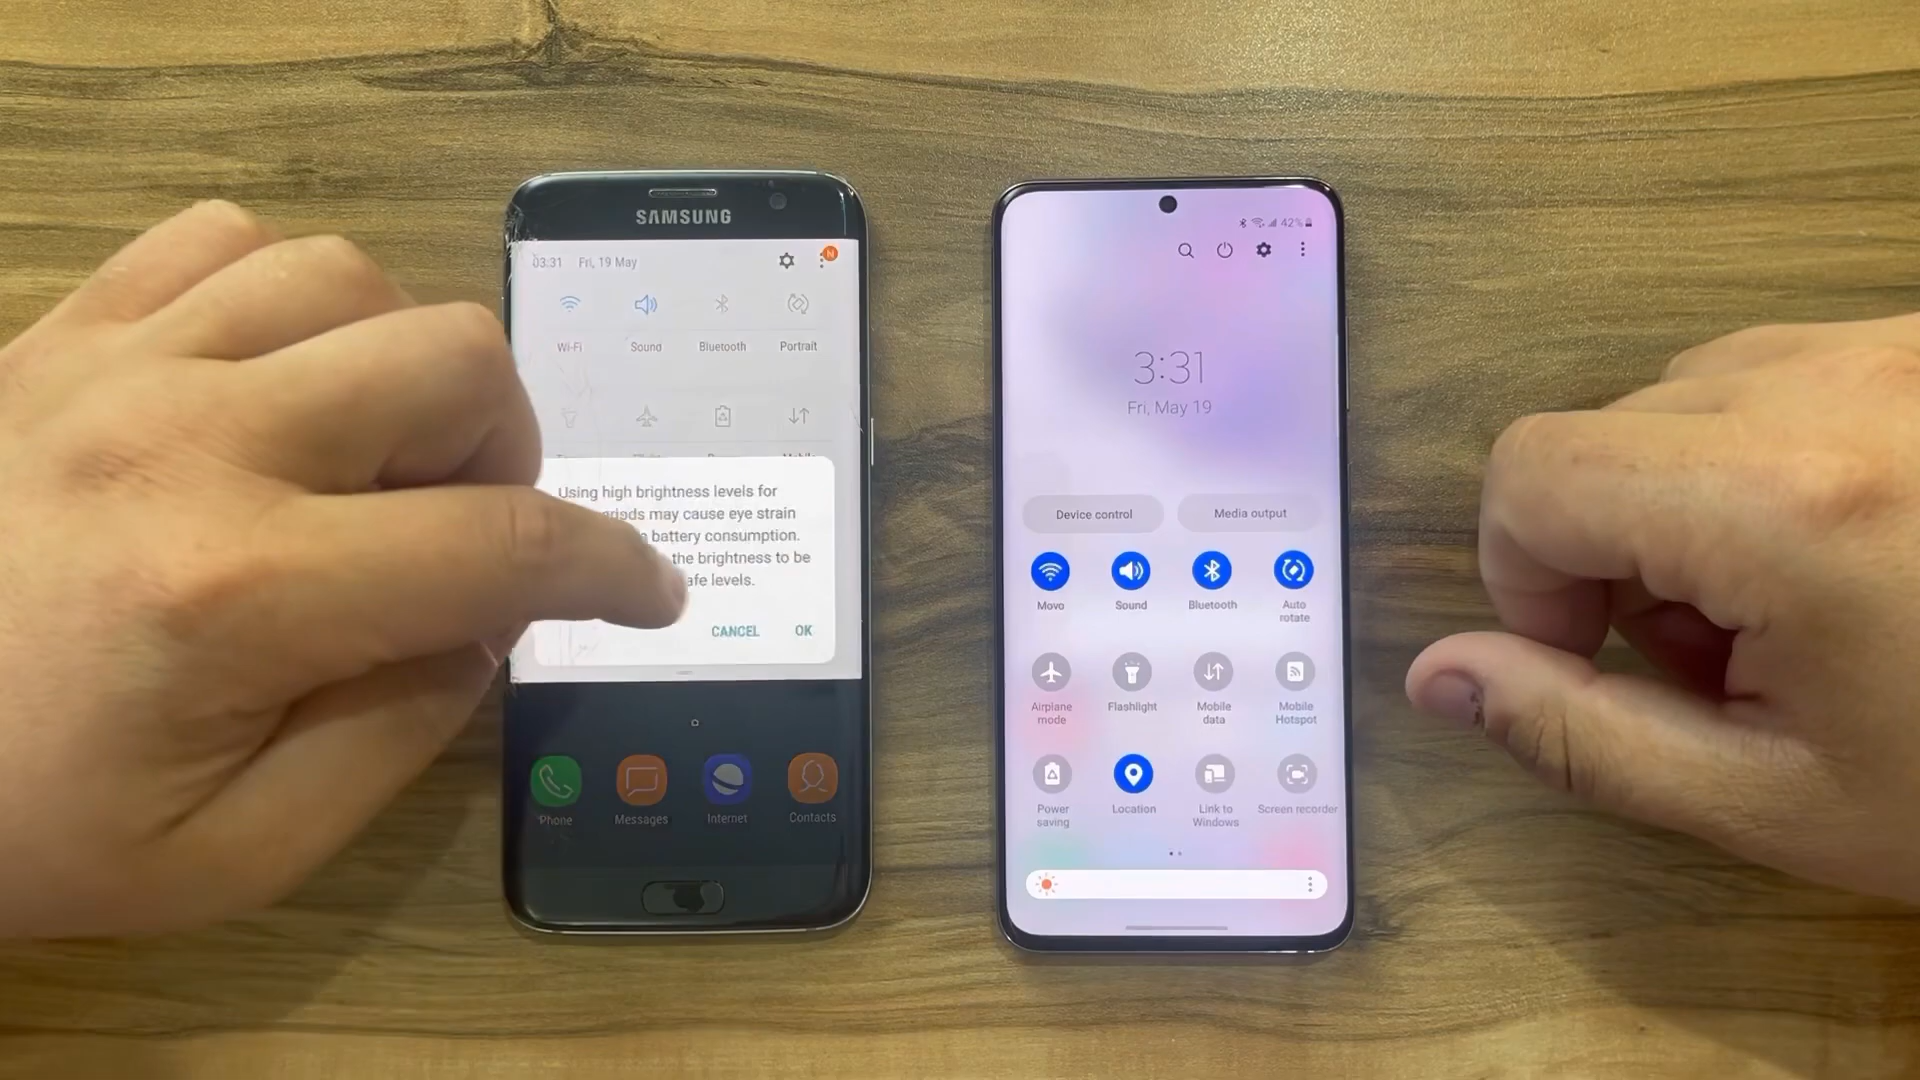 SAMSUNG
03:31 Fri, 19 May
N
Wi-Fi Sound Bluetooth Portrait
Using high brightness levels for
may cause eye strain
battery consumption.
the brightness to be
levels.
CANCEL OK
Phone Messages Internet Contacts
42%
3:31
Fri, May 19
Device control Media output
Movo Sound Bluetooth Auto
rotate
Airplane
mode
Flashlight
Mobile
data
Mobile
Hotspot
Power
saving
Location
Link to
Windows
Screen recorder